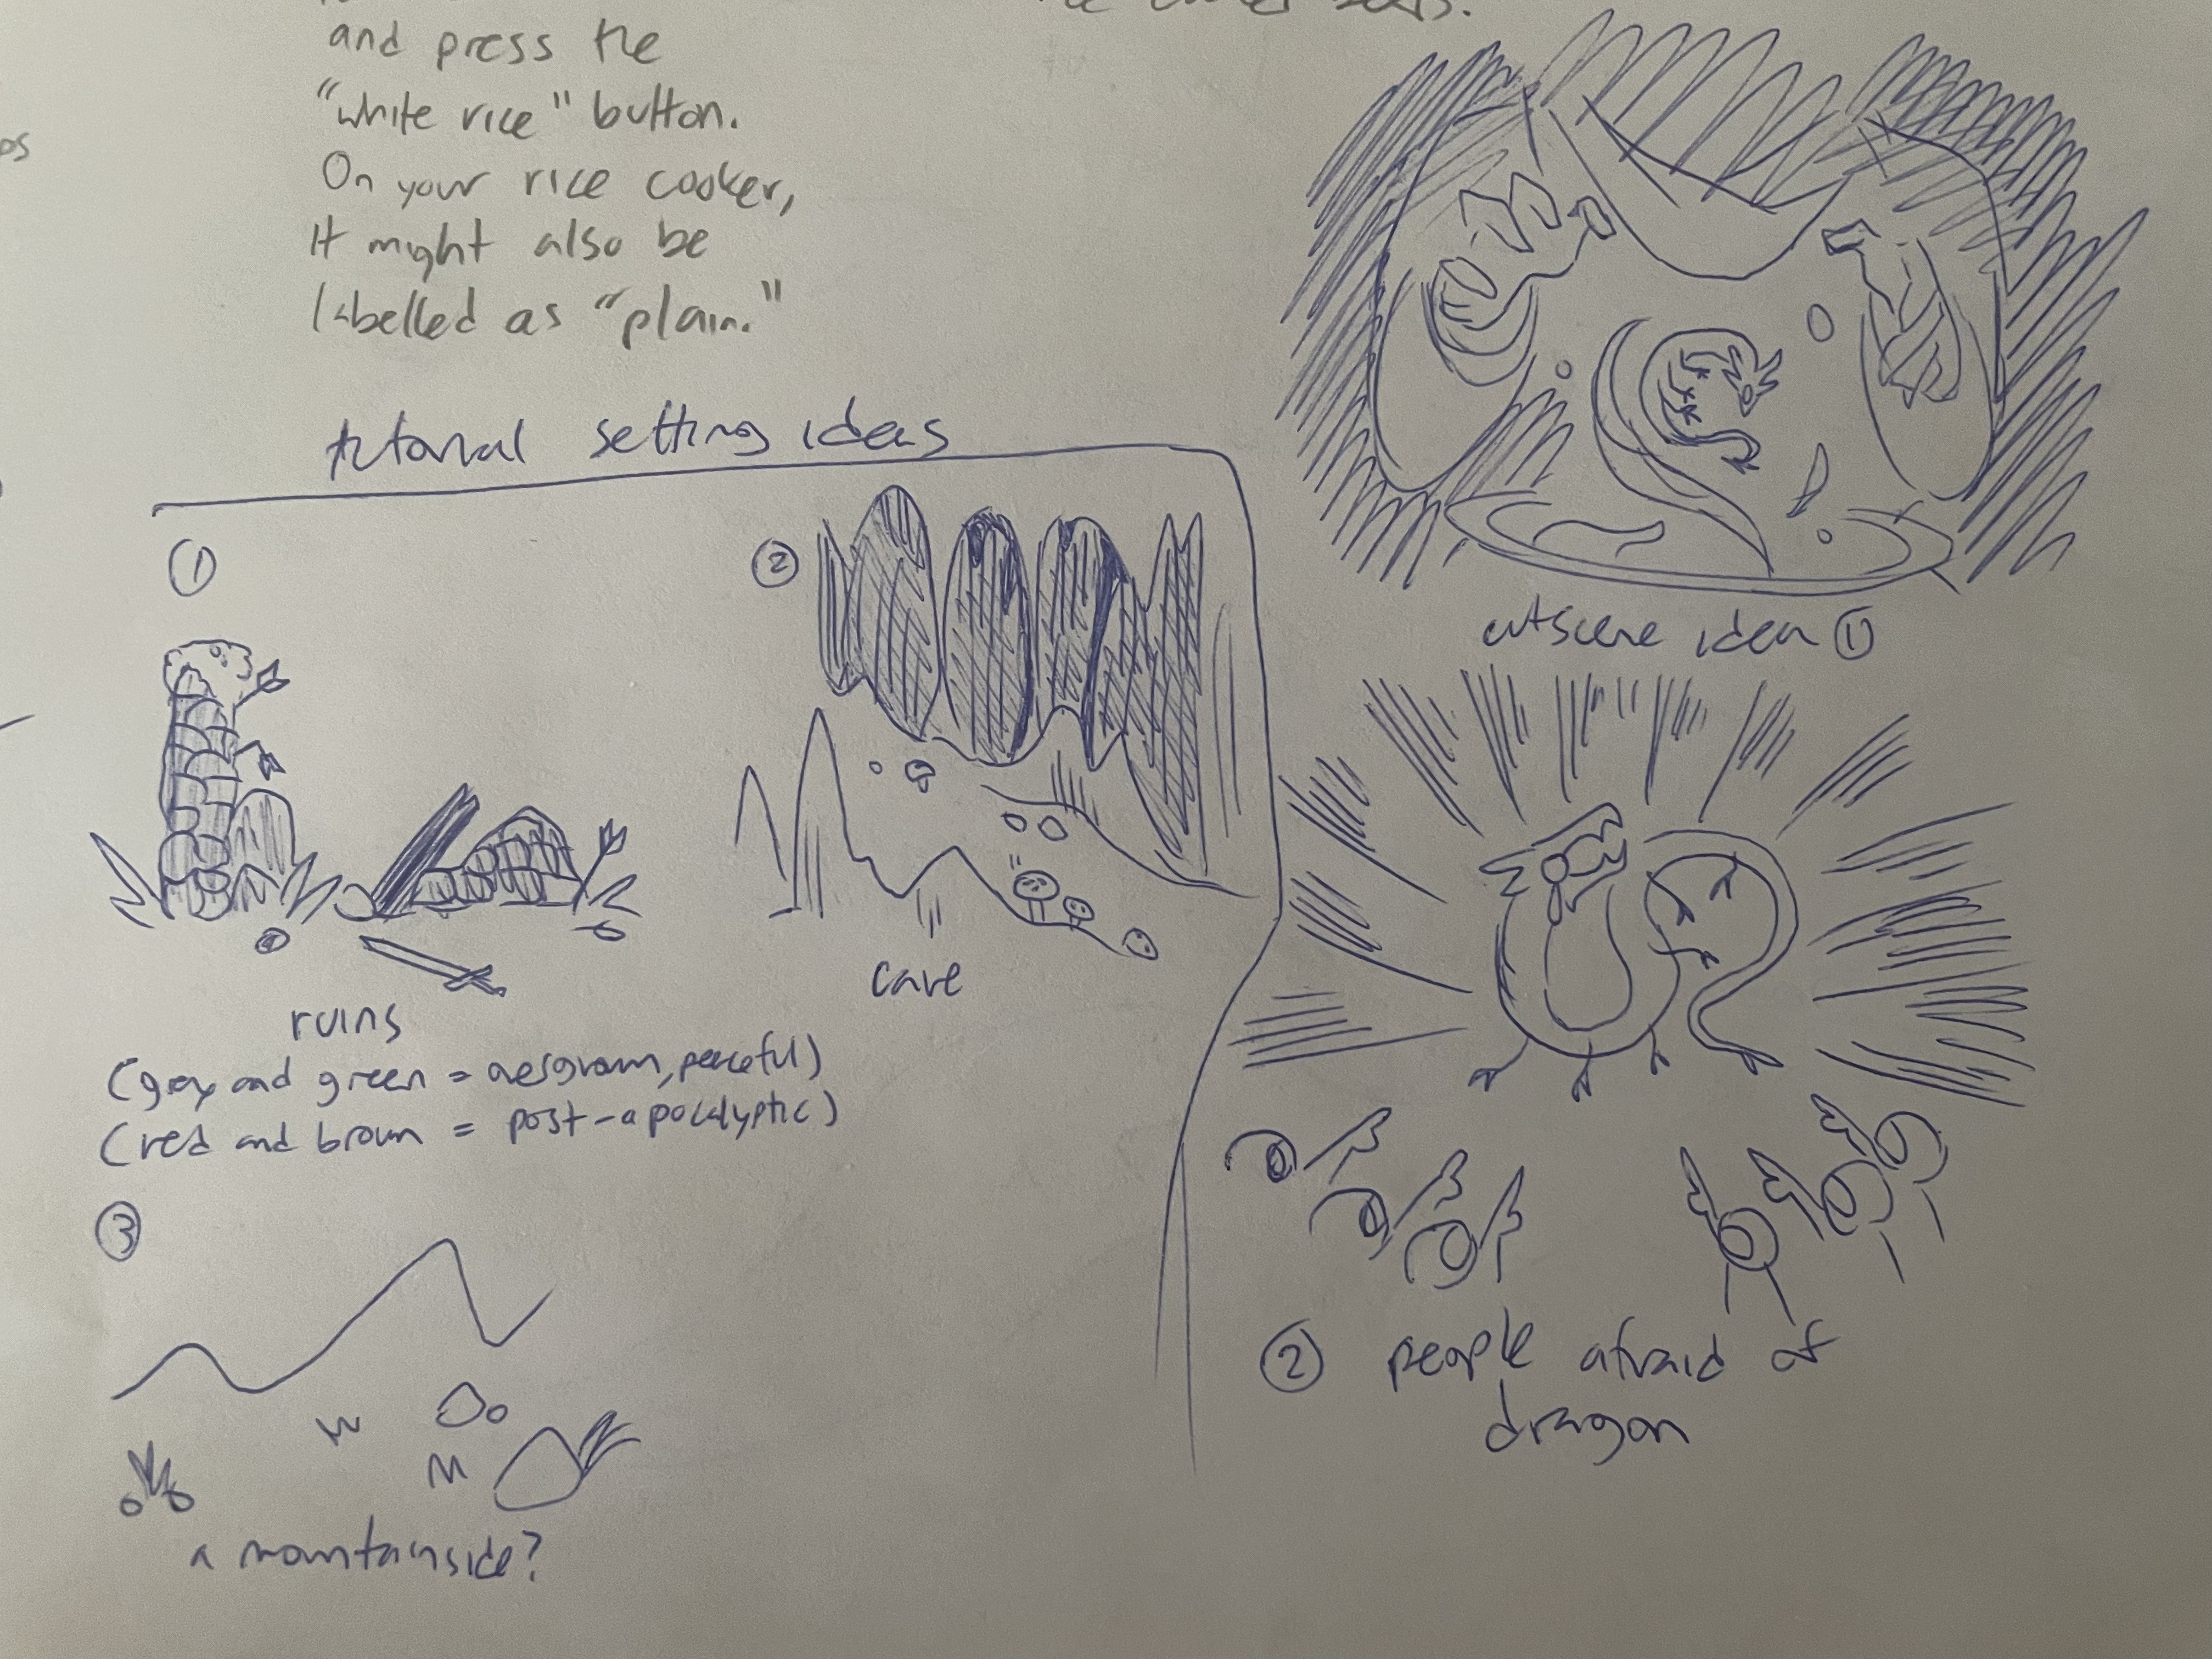 and press the
"white rice" button.
On your rice cooker,
it might also be
labelled as "plain."
tutorial setting ideas
①
②
ruins
(grey and green = overgrown, peaceful)
(red and brown = post-apocalyptic)
cave
③
a mountainside?
cutscene idea ①
② people afraid of
dragon